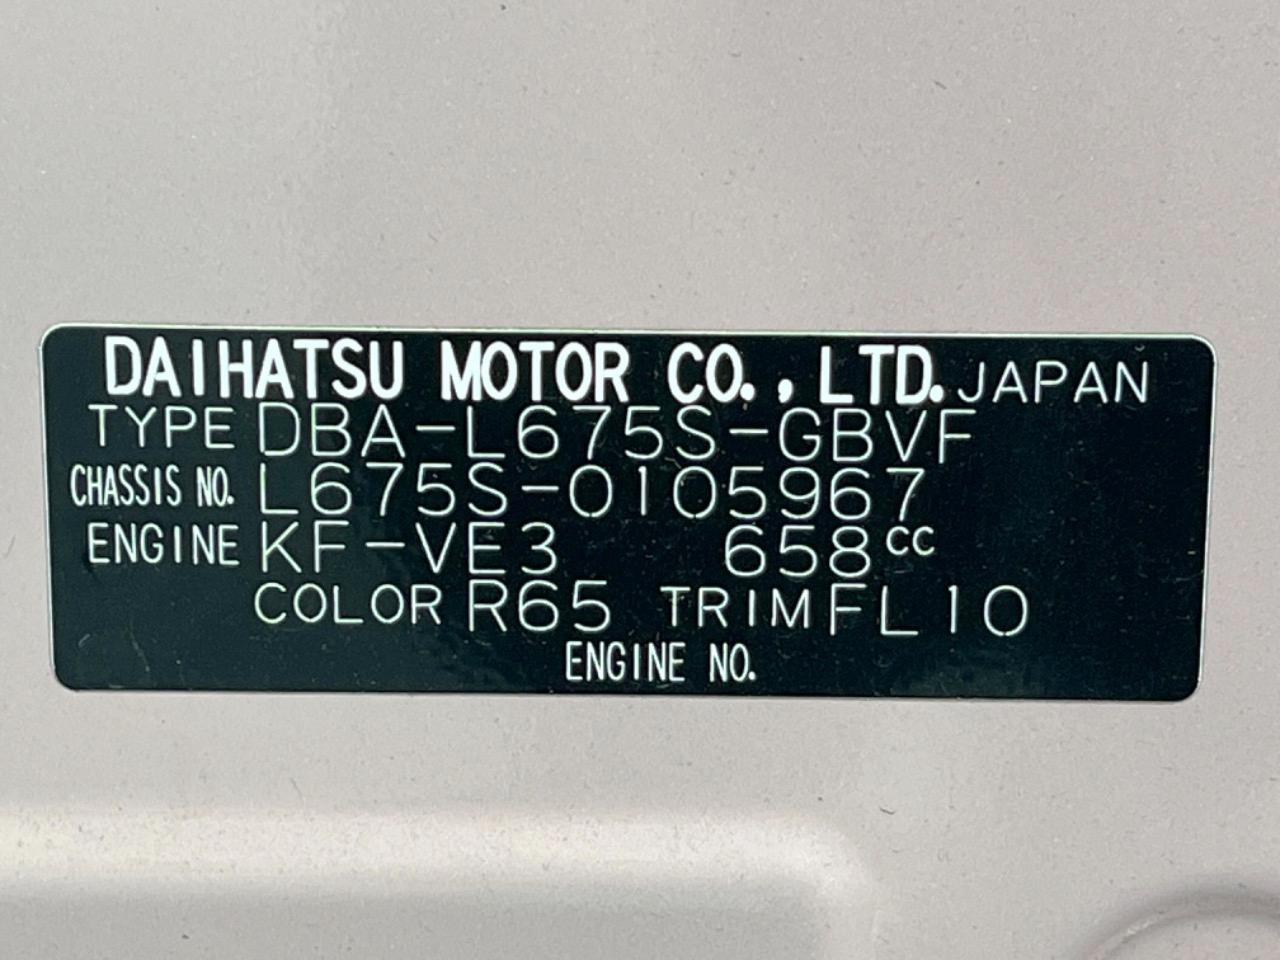 DAIHATSU MOTOR CO., LTD. JAPAN
TYPE DBA-L675S-GBVF
CHASSIS NO. L675S-0105967
ENGINE KF-VE3 658cc
COLOR R65 TRIM FL10
ENGINE NO.